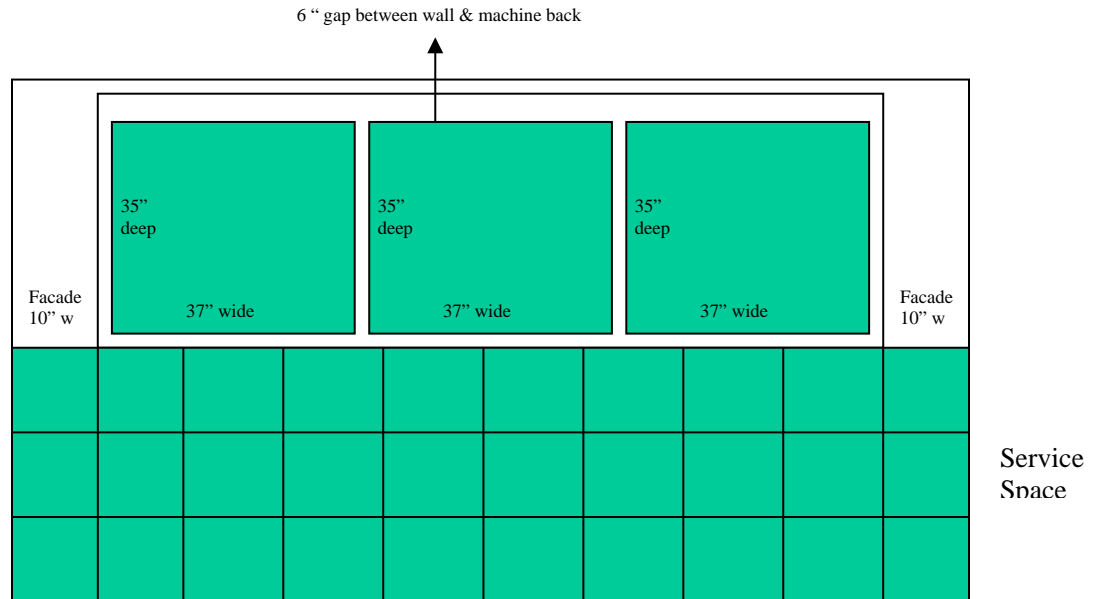 6 “ gap between wall & machine back
35”
deep
35”
deep
35”
deep
Facade
10” w
37” wide
37” wide
37” wide
Facade
10” w
Service
Space